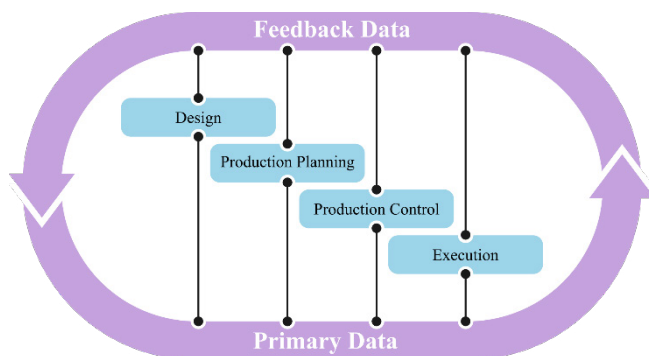 Feedback Data
Design
Production Planning
Production Control
Execution
Primary Data